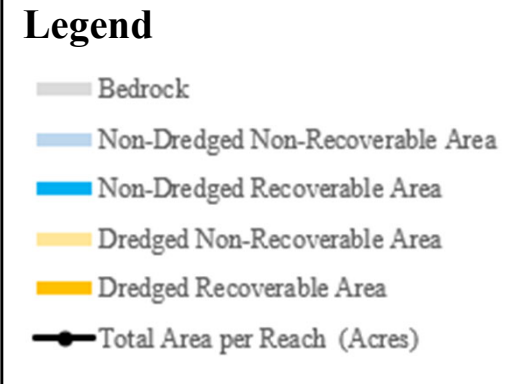 Legend
Bedrock
Non-Dredged Non-Recoverable Area
Non-Dredged Recoverable Area
Dredged Non-Recoverable Area
Dredged Recoverable Area
Total Area per Reach (Acres)